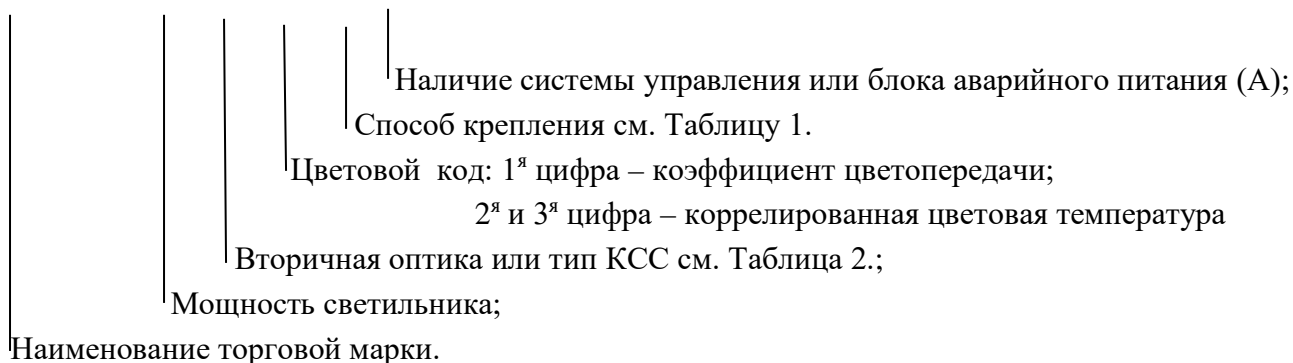 Наличие системы управления или блока аварийного питания (А);
Способ крепления см. Таблицу 1.
Цветовой код: 1я цифра – коэффициент цветопередачи;
2я и 3я цифра – коррелированная цветовая температура
Вторичная оптика или тип КСС см. Таблица 2.;
Мощность светильника;
Наименование торговой марки.